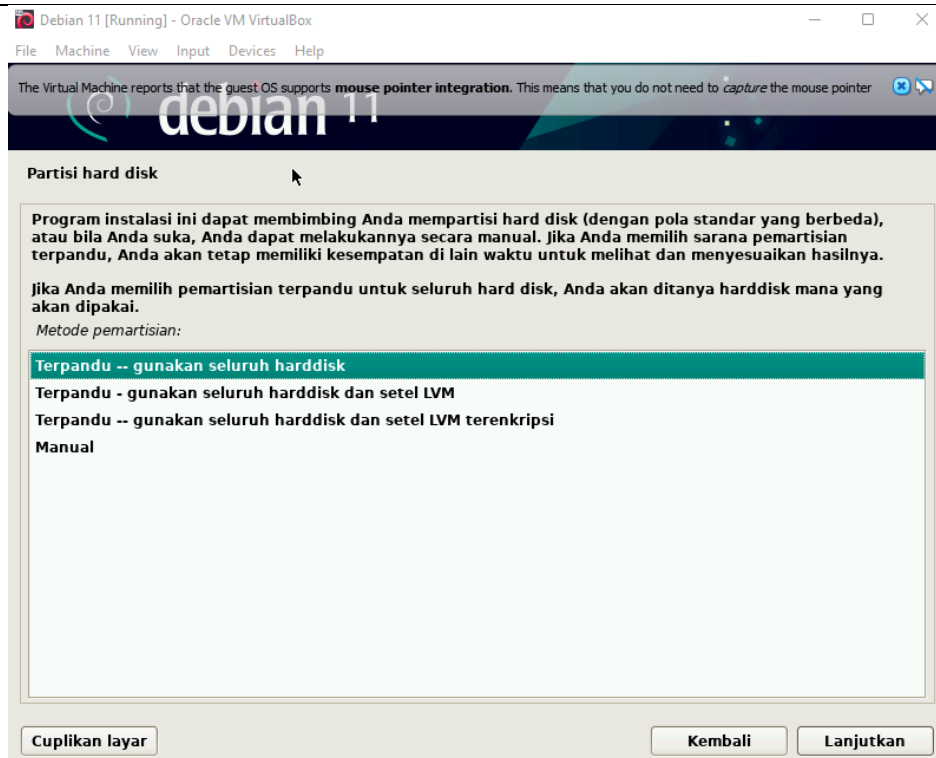 Debian 11 [Running] - Oracle VM VirtualBox
File Machine View Input Devices Help
The Virtual Machine reports that the guest OS supports mouse pointer integration. This means that you do not need to capture the mouse pointer
debian 11
Partisi hard disk
Program instalasi ini dapat membimbing Anda mempartisi hard disk (dengan pola standar yang berbeda),
atau bila Anda suka, Anda dapat melakukannya secara manual. Jika Anda memilih sarana pemartisian
terpandu, Anda akan tetap memiliki kesempatan di lain waktu untuk melihat dan menyesuaikan hasilnya.
Jika Anda memilih pemartisian terpandu untuk seluruh hard disk, Anda akan ditanya harddisk mana yang
akan dipakai.
Metode pemartisian:
Terpandu -- gunakan seluruh harddisk
Terpandu - gunakan seluruh harddisk dan setel LVM
Terpandu -- gunakan seluruh harddisk dan setel LVM terenkripsi
Manual
Cuplikan layar Kembali Lanjutkan